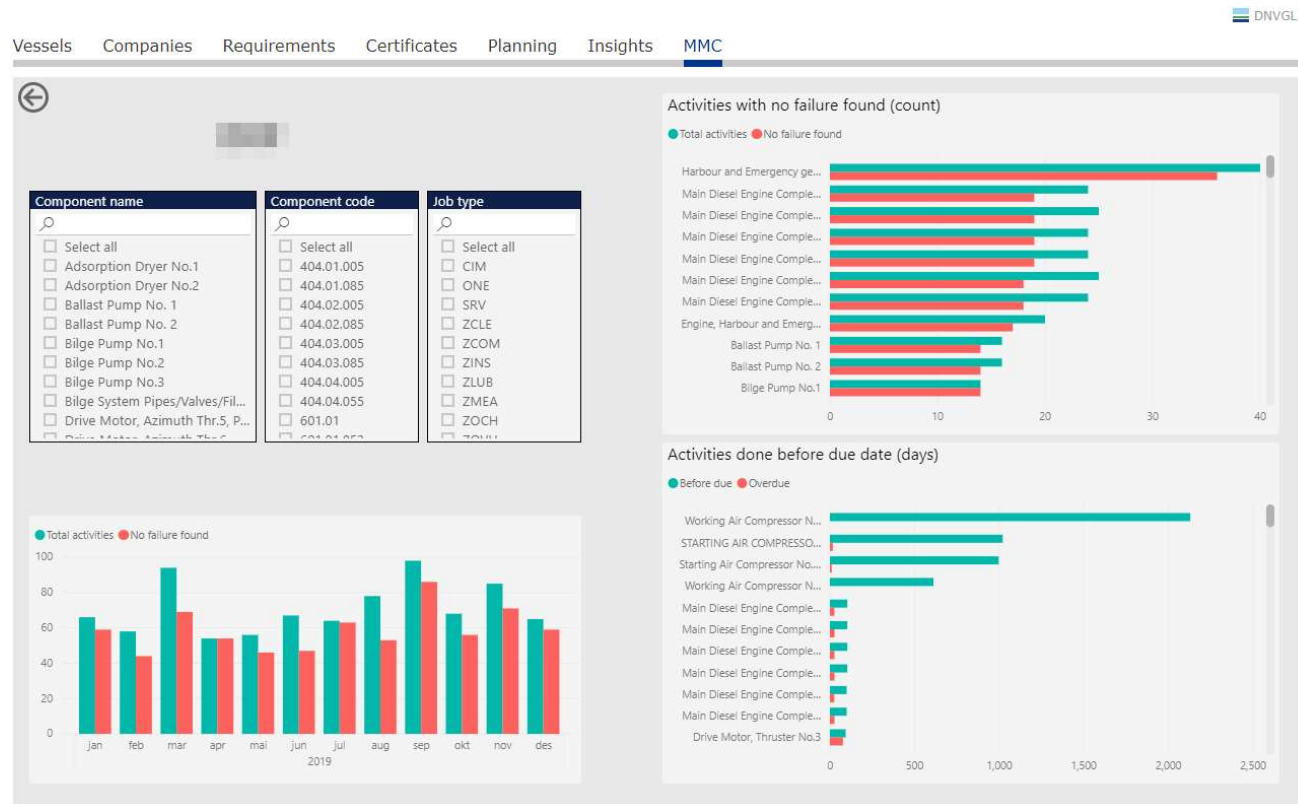 DNVGL
Vessels Companies Requirements Certificates Planning Insights MMC
Component name
Select all
Adsorption Dryer No.1
Adsorption Dryer No.2
Ballast Pump No. 1
Ballast Pump No. 2
Bilge Pump No.1
Bilge Pump No.2
Bilge Pump No.3
Bilge System Pipes/Valves/Fil...
Drive Motor, Azimuth Thr.5, P...
Component code
Select all
404.01.005
404.01.085
404.02.005
404.02.085
404.03.005
404.03.085
404.04.005
404.04.055
601.01
Job type
Select all
CIM
ONE
SRV
ZCLE
ZCOM
ZINS
ZLUB
ZMEA
ZOCH
Total activities No failure found
100
80
60
40
20
0
jan feb mar apr mai jun jul aug sep okt nov des
2019
Activities with no failure found (count)
Total activities No failure found
Harbour and Emergency ge...
Main Diesel Engine Comple...
Main Diesel Engine Comple...
Main Diesel Engine Comple...
Main Diesel Engine Comple...
Main Diesel Engine Comple...
Main Diesel Engine Comple...
Engine, Harbour and Emerg...
Ballast Pump No. 1
Ballast Pump No. 2
Bilge Pump No.1
0 10 20 30 40
Activities done before due date (days)
Before due Overdue
Working Air Compressor N...
STARTING AIR COMPRESSO...
Starting Air Compressor No....
Working Air Compressor N...
Main Diesel Engine Comple...
Main Diesel Engine Comple...
Main Diesel Engine Comple...
Main Diesel Engine Comple...
Main Diesel Engine Comple...
Main Diesel Engine Comple...
Drive Motor, Thruster No.3
0 500 1,000 1,500 2,000 2,500